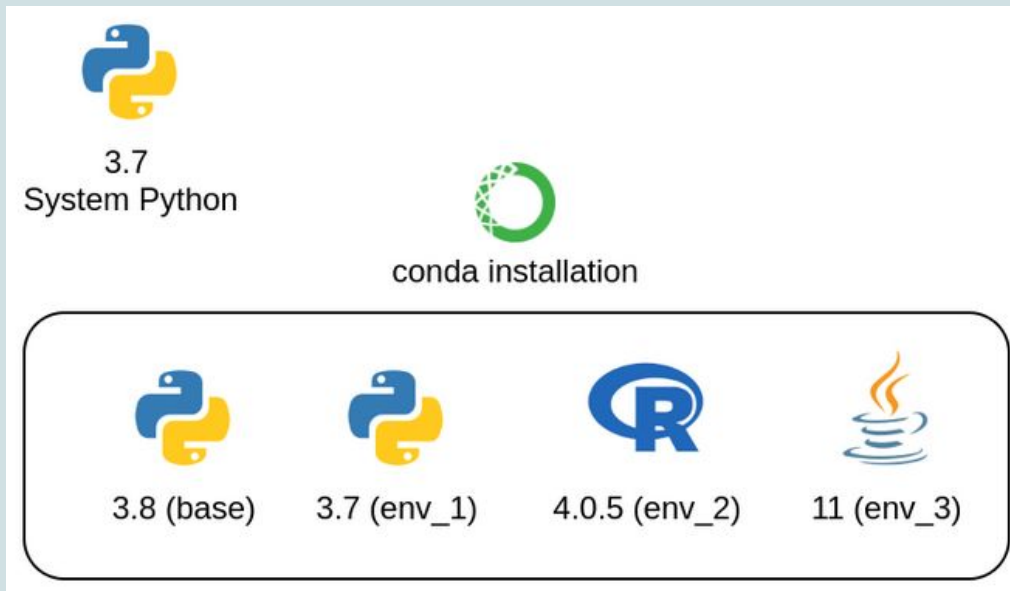 3.7
System Python
conda installation
3.8 (base)
3.7 (env_1)
4.0.5 (env_2)
11 (env_3)